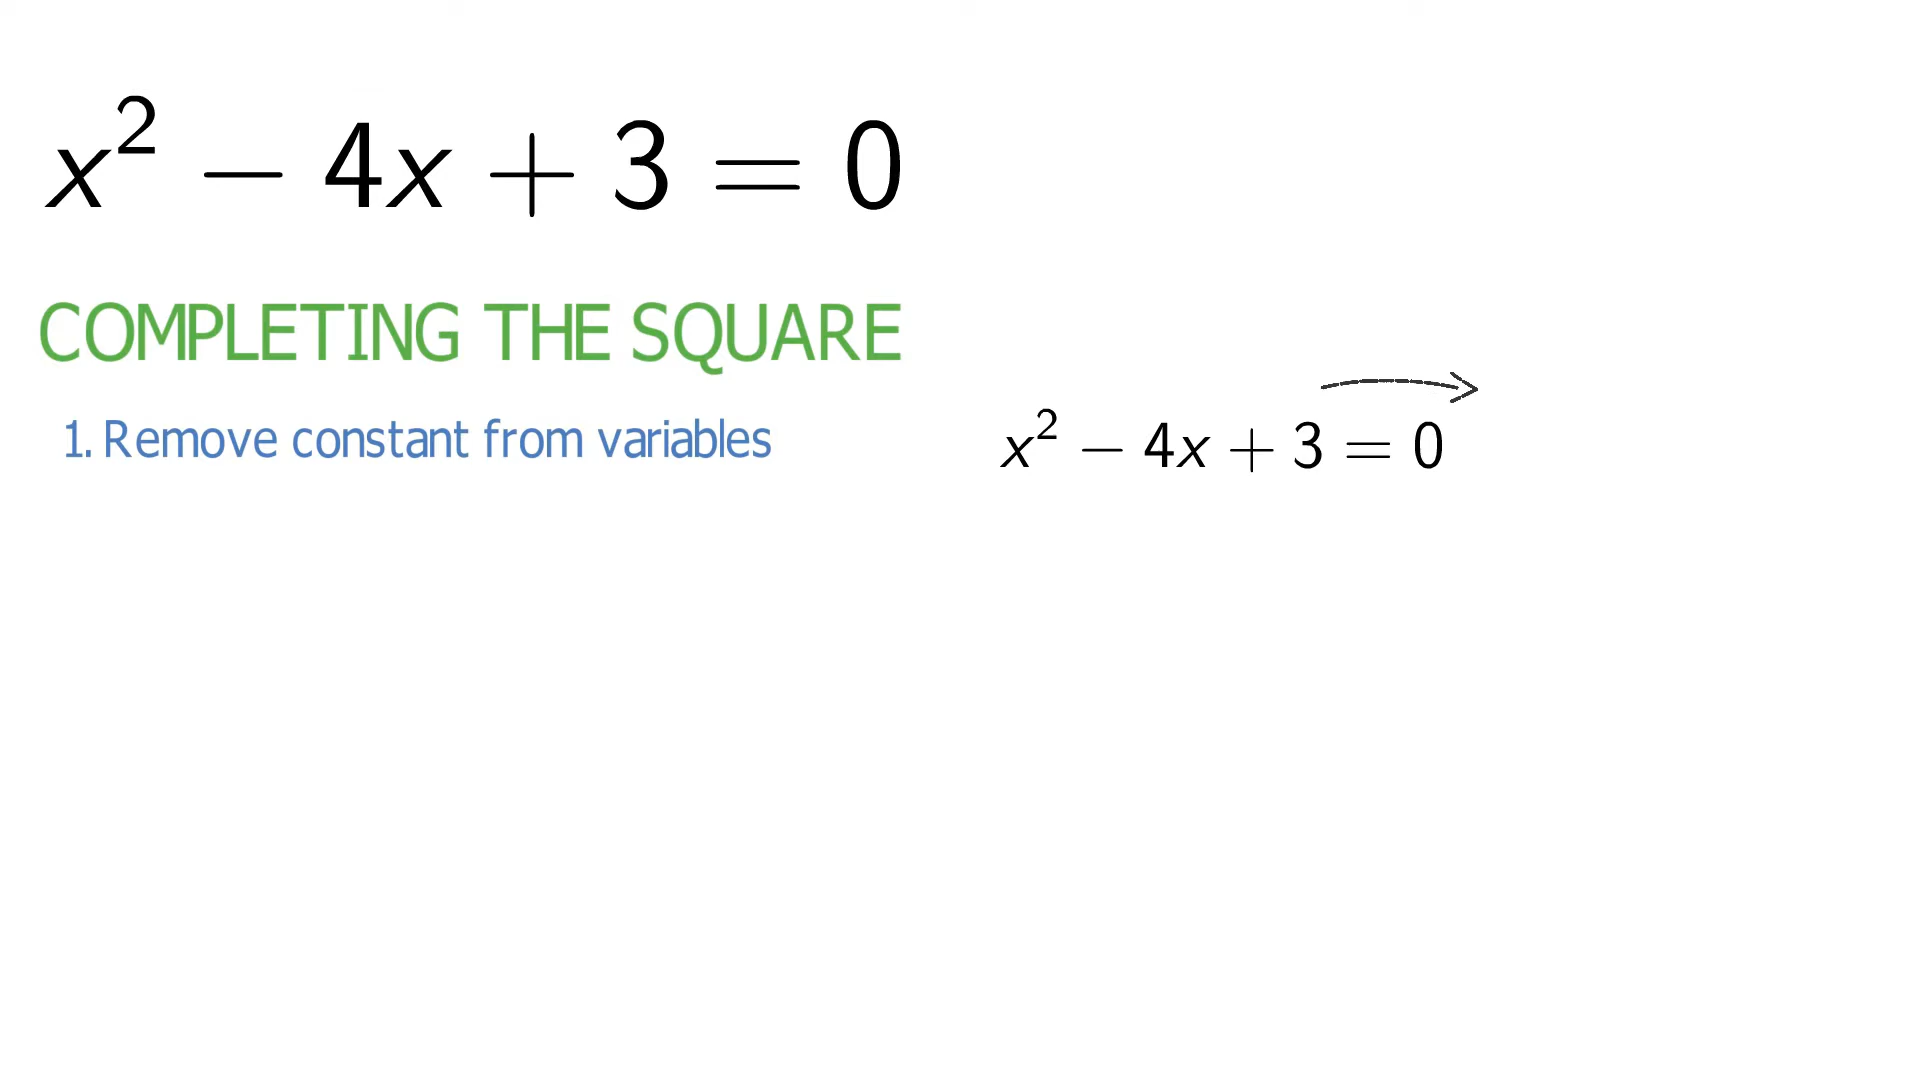 x² − 4x + 3 = 0
COMPLETING THE SQUARE
1. Remove constant from variables
x² − 4x + 3 = 0